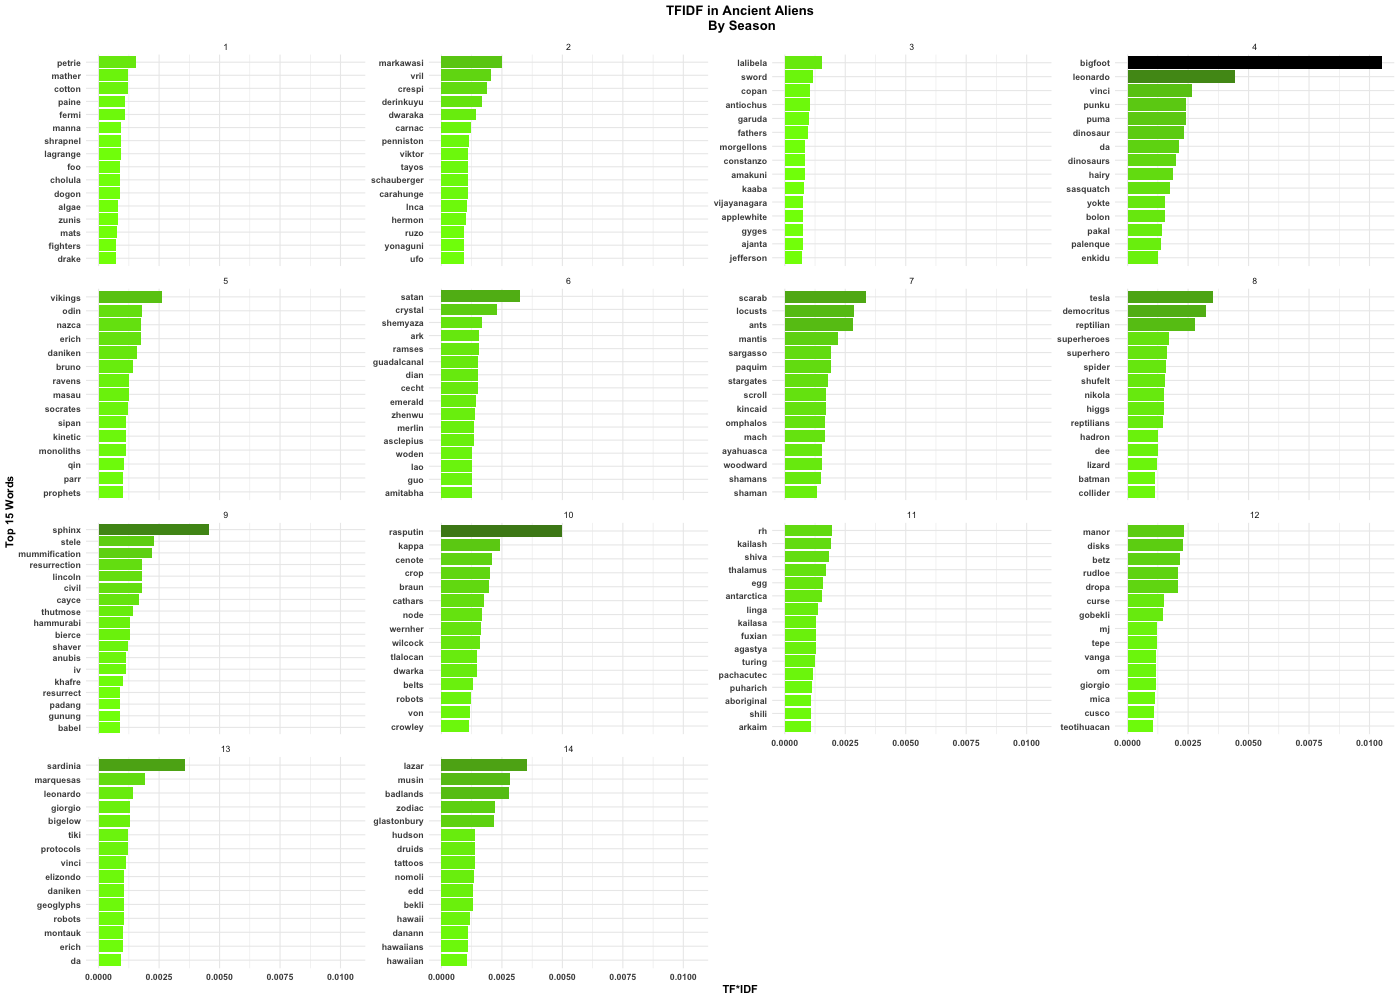 TFIDF in Ancient Aliens
By Season
1
petrie
mather
cotton
paine
fermi
manna
shrapnel
lagrange
foo
cholula
dogon
algae
zunis
mats
fighters
drake
2
markawasi
vril
crespi
derinkuyu
dwaraka
carnac
penniston
viktor
tayos
schauberger
carahunge
lnca
hermon
ruzo
yonaguni
ufo
3
lalibela
sword
copan
antiochus
garuda
fathers
morgellons
constanzo
amakuni
kaaba
vijayanagara
applewhite
gyges
ajanta
jefferson
4
bigfoot
leonardo
vinci
punku
puma
dinosaur
da
dinosaurs
hairy
sasquatch
yokte
bolon
pakal
palenque
enkidu
5
vikings
odin
nazca
erich
daniken
bruno
ravens
masau
socrates
sipan
kinetic
monoliths
qin
parr
prophets
6
satan
crystal
shemyaza
ark
ramses
guadalcanal
dian
cecht
emerald
zhenwu
merlin
asclepius
woden
lao
guo
amitabha
7
scarab
locusts
ants
mantis
sargasso
paquim
stargates
scroll
kincaid
omphalos
mach
ayahuasca
woodward
shamans
shaman
8
tesla
democritus
reptilian
superheroes
superhero
spider
shufelt
nikola
higgs
reptilians
hadron
dee
lizard
batman
collider
9
sphinx
stele
mummification
resurrection
lincoln
civil
cayce
thutmose
hammurabi
bierce
shaver
anubis
iv
khafre
resurrect
padang
gunung
babel
10
rasputin
kappa
cenote
crop
braun
cathars
node
wernher
wilcock
tlalocan
dwarka
belts
robots
von
crowley
11
rh
kailash
shiva
thalamus
egg
antarctica
linga
kailasa
fuxian
agastya
turing
pachacutec
puharich
aboriginal
shili
arkaim
0.0000 0.0025 0.0050 0.0075 0.0100
12
manor
disks
betz
rudloe
dropa
curse
gobekli
mj
tepe
vanga
om
giorgio
mica
cusco
teotihuacan
0.0000 0.0025 0.0050 0.0075 0.0100
13
sardinia
marquesas
leonardo
giorgio
bigelow
tiki
protocols
vinci
elizondo
daniken
geoglyphs
robots
montauk
erich
da
0.0000 0.0025 0.0050 0.0075 0.0100
14
lazar
musin
badlands
zodiac
glastonbury
hudson
druids
tattoos
nomoli
edd
bekli
hawaii
danann
hawaiians
hawaiian
0.0000 0.0025 0.0050 0.0075 0.0100
Top 15 Words
TF*IDF